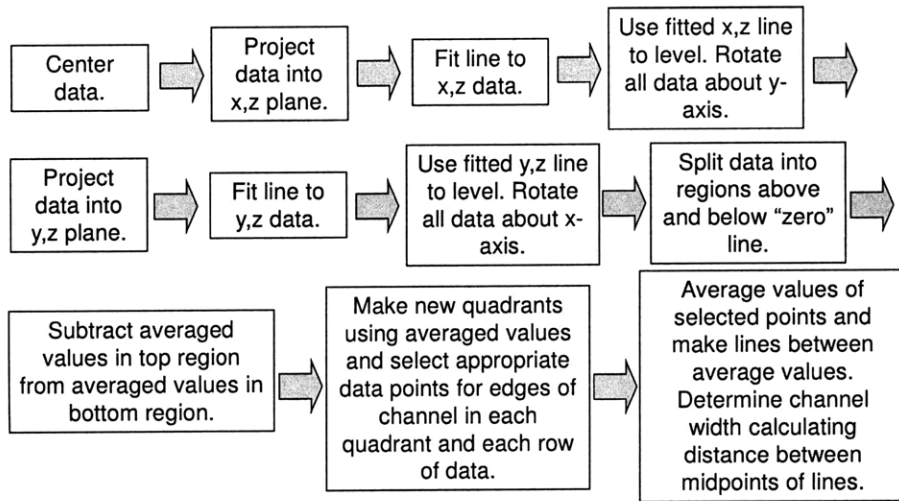 Center
data.
Project
data into
x,z plane.
Fit line to
x,z data.
Use fitted x,z line
to level. Rotate
all data about y-
axis.
Project
data into
y,z plane.
Fit line to
y,z data.
Use fitted y,z line
to level. Rotate
all data about x-
axis.
Split data into
regions above
and below “zero”
line.
Subtract averaged
values in top region
from averaged values in
bottom region.
Make new quadrants
using averaged values
and select appropriate
data points for edges of
channel in each
quadrant and each row
of data.
Average values of
selected points and
make lines between
average values.
Determine channel
width calculating
distance between
midpoints of lines.